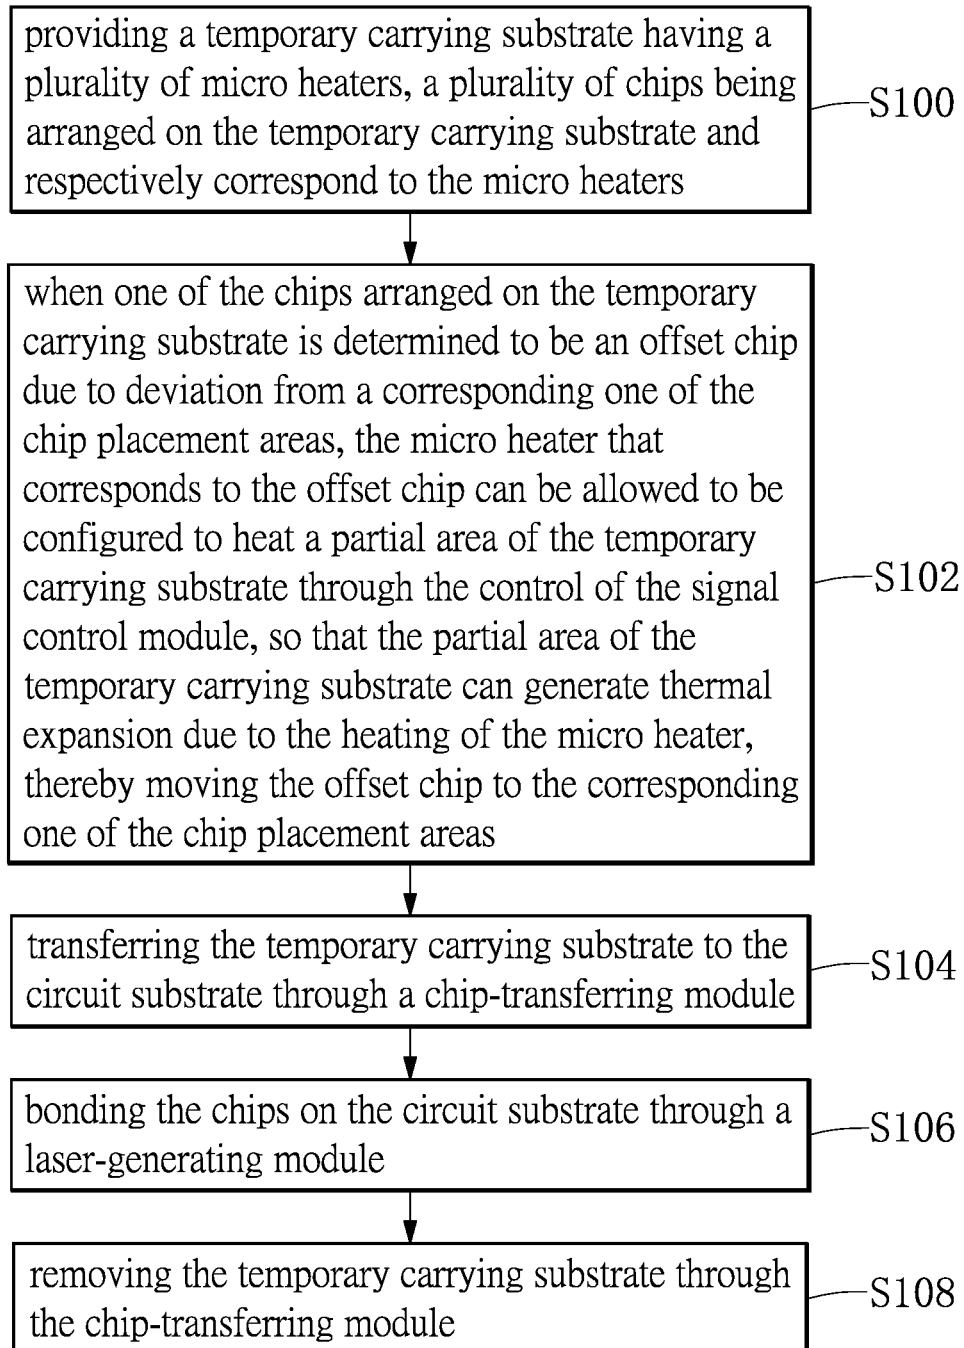 providing a temporary carrying substrate having a
plurality of micro heaters, a plurality of chips being
arranged on the temporary carrying substrate and
respectively correspond to the micro heaters
S100
when one of the chips arranged on the temporary
carrying substrate is determined to be an offset chip
due to deviation from a corresponding one of the
chip placement areas, the micro heater that
corresponds to the offset chip can be allowed to be
configured to heat a partial area of the temporary
carrying substrate through the control of the signal
control module, so that the partial area of the
temporary carrying substrate can generate thermal
expansion due to the heating of the micro heater,
thereby moving the offset chip to the corresponding
one of the chip placement areas
S102
transferring the temporary carrying substrate to the
circuit substrate through a chip-transferring module
S104
bonding the chips on the circuit substrate through a
laser-generating module
S106
removing the temporary carrying substrate through
the chip-transferring module
S108